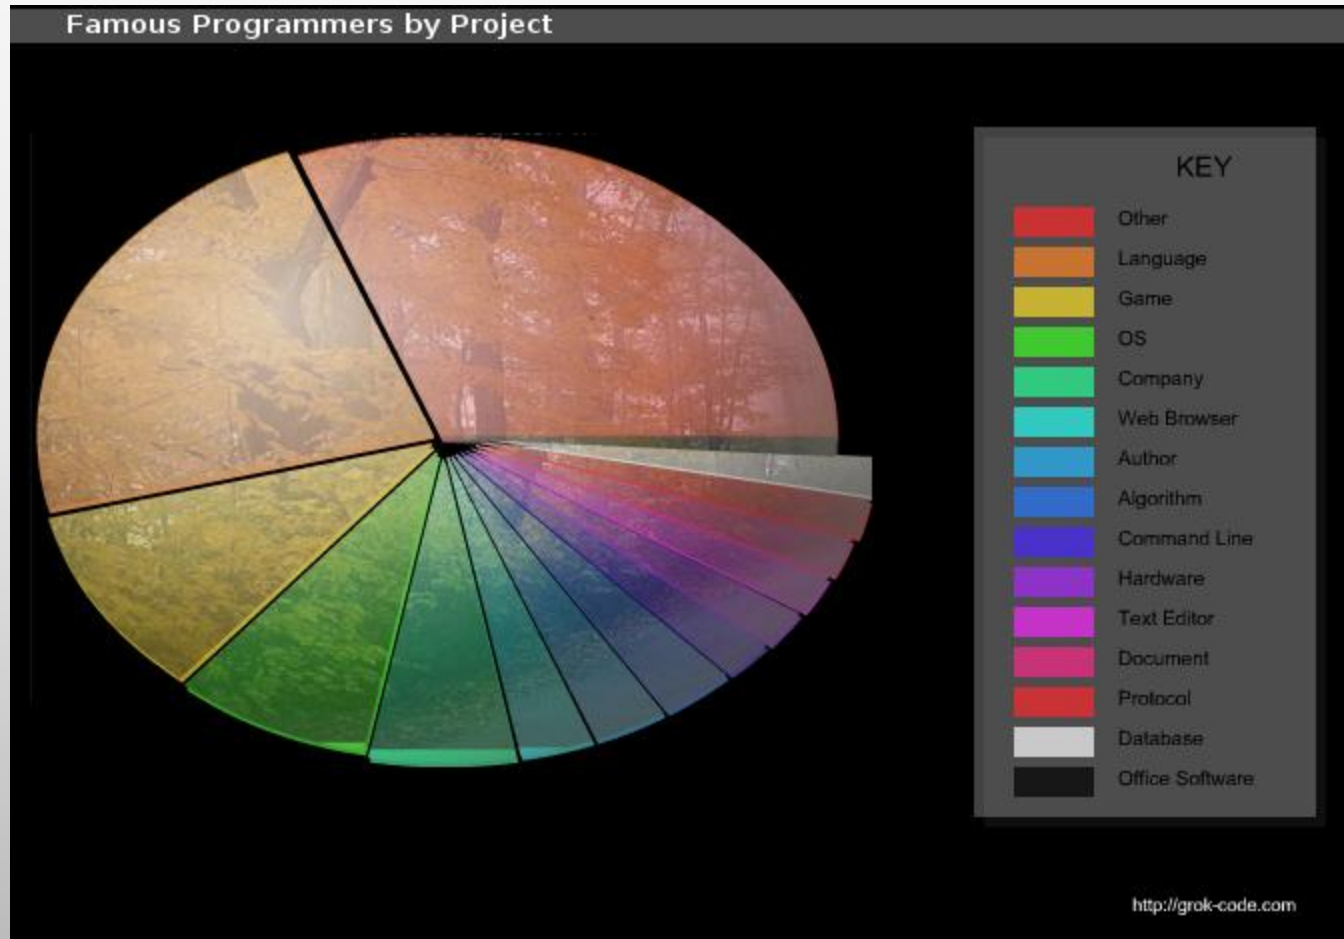 Famous Programmers by Project
KEY
Other
Language
Game
OS
Company
Web Browser
Author
Algorithm
Command Line
Hardware
Text Editor
Document
Protocol
Database
Office Software
http://grok-code.com